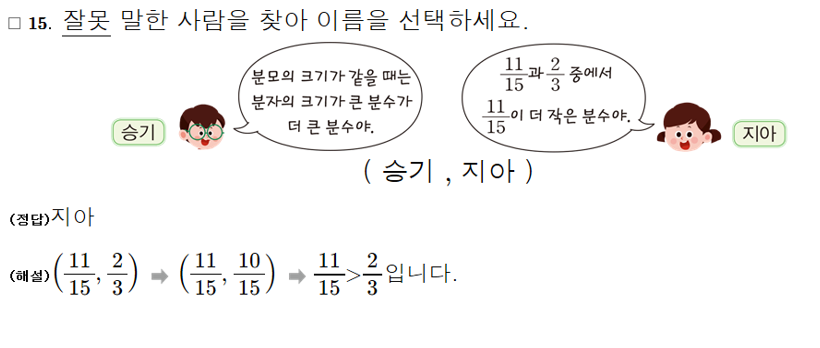 □ 15. 잘못 말한 사람을 찾아 이름을 선택하세요.
분모의 크기가 같을 때는
분자의 크기가 큰 분수가
더 큰 분수야.
승기
11/15과 2/3 중에서
11/15이 더 작은 분수야.
지아
( 승기 , 지아 )
(정답)지아
(해설)(11/15, 2/3) ➡ (11/15, 10/15) ➡ 11/15>2/3입니다.